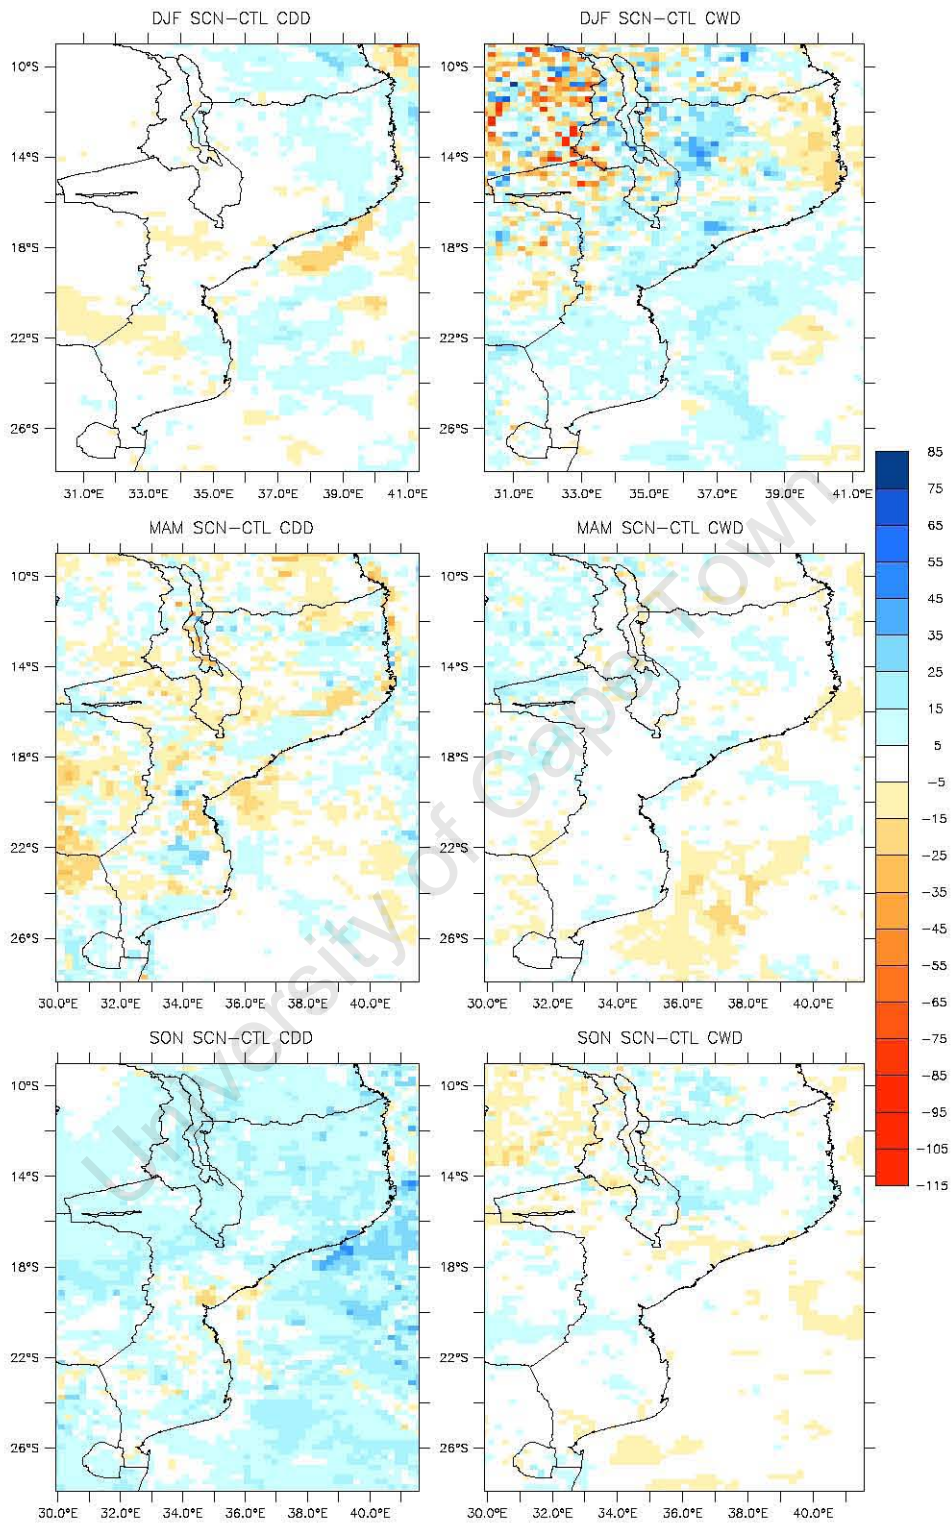 DJF SCN-CTL CDD
DJF SCN-CTL CWD
10°S
14°S
18°S
22°S
26°S
10°S
14°S
18°S
22°S
26°S
31.0°E 33.0°E 35.0°E 37.0°E 39.0°E 41.0°E
31.0°E 33.0°E 35.0°E 37.0°E 39.0°E 41.0°E
MAM SCN-CTL CDD
MAM SCN-CTL CWD
10°S
14°S
18°S
22°S
26°S
10°S
14°S
18°S
22°S
26°S
30.0°E 32.0°E 34.0°E 36.0°E 38.0°E 40.0°E
30.0°E 32.0°E 34.0°E 36.0°E 38.0°E 40.0°E
SON SCN-CTL CDD
SON SCN-CTL CWD
10°S
14°S
18°S
22°S
26°S
10°S
14°S
18°S
22°S
26°S
30.0°E 32.0°E 34.0°E 36.0°E 38.0°E 40.0°E
30.0°E 32.0°E 34.0°E 36.0°E 38.0°E 40.0°E
85
75
65
55
45
35
25
15
5
-5
-15
-25
-35
-45
-55
-65
-75
-85
-95
-105
-115
University of Cape Town